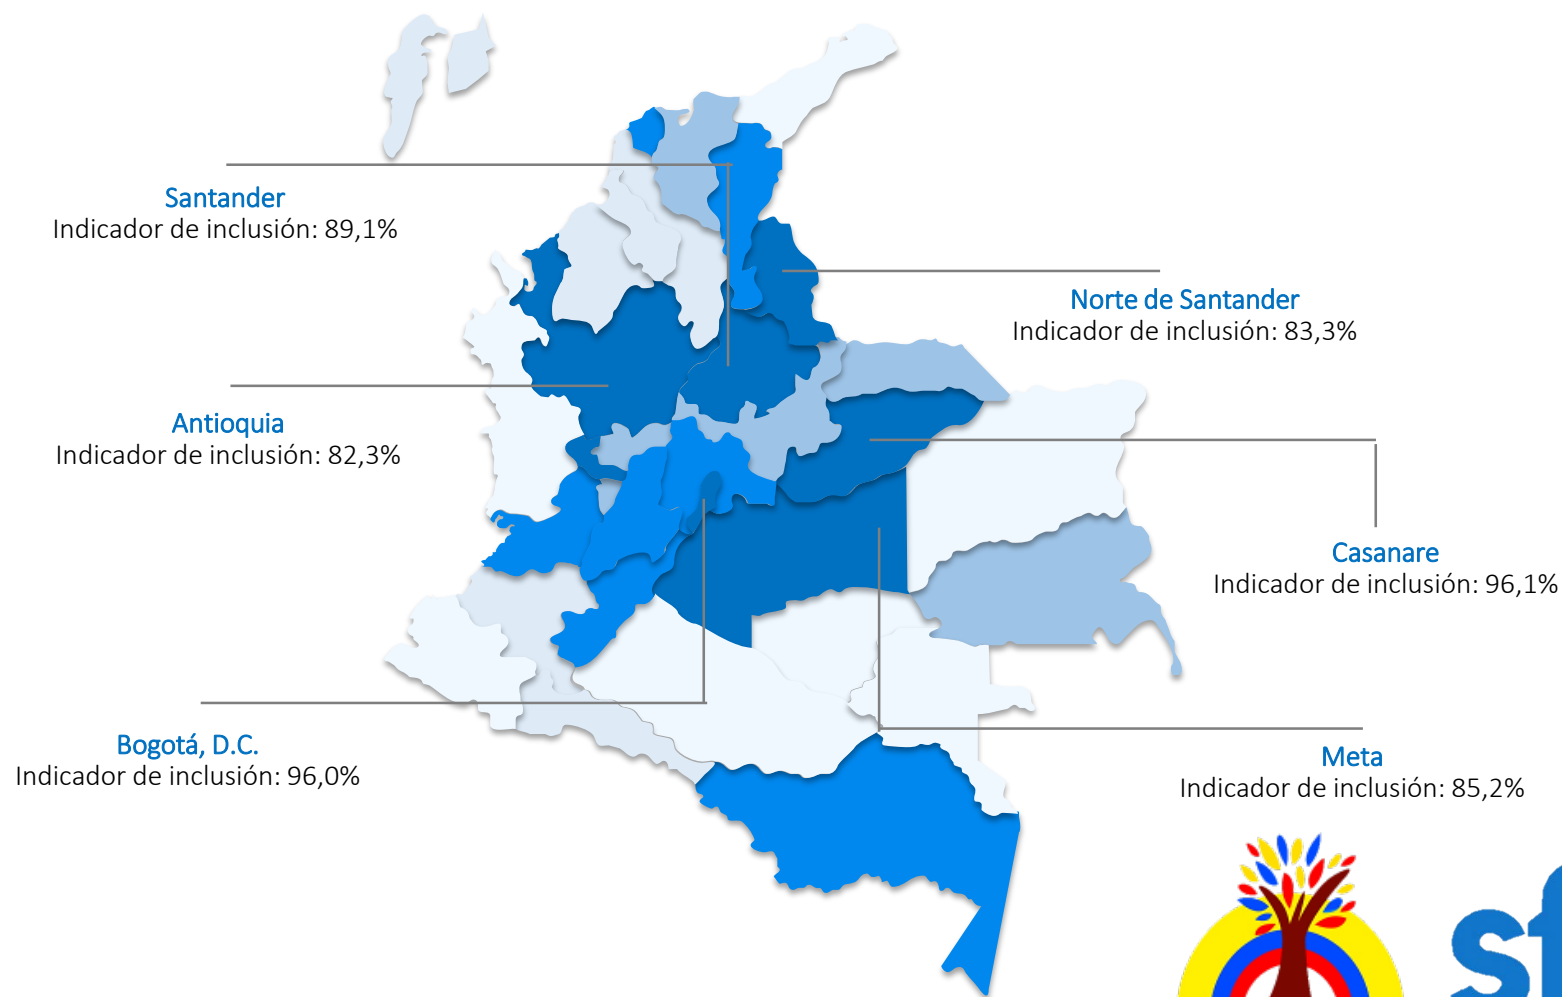 Santander
Indicador de inclusión: 89,1%
Norte de Santander
Indicador de inclusión: 83,3%
Antioquia
Indicador de inclusión: 82,3%
Casanare
Indicador de inclusión: 96,1%
Bogotá, D.C.
Indicador de inclusión: 96,0%
Meta
Indicador de inclusión: 85,2%
sf